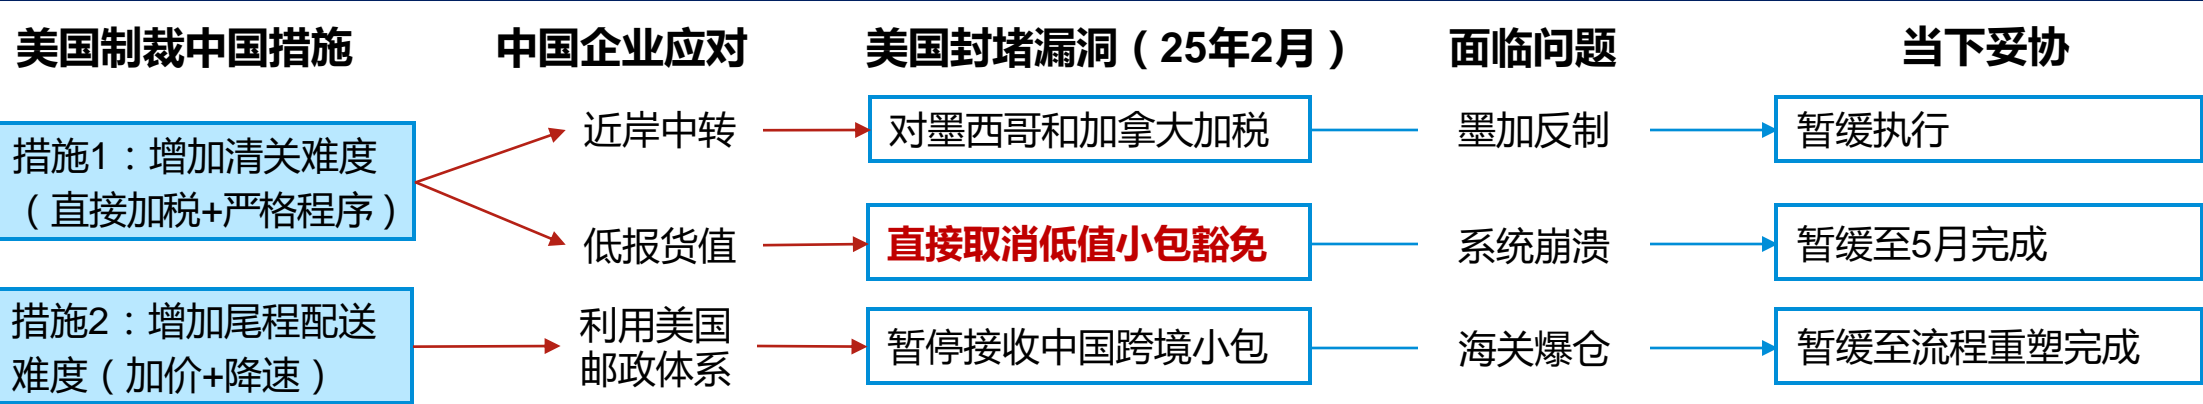 美国制裁中国措施
中国企业应对
美国封堵漏洞（25年2月）
面临问题
当下妥协
措施1：增加清关难度
（直接加税+严格程序）
近岸中转
对墨西哥和加拿大加税
墨加反制
暂缓执行
低报货值
直接取消低值小包豁免
系统崩溃
暂缓至5月完成
措施2：增加尾程配送
难度（加价+降速）
利用美国
邮政体系
暂停接收中国跨境小包
海关爆仓
暂缓至流程重塑完成